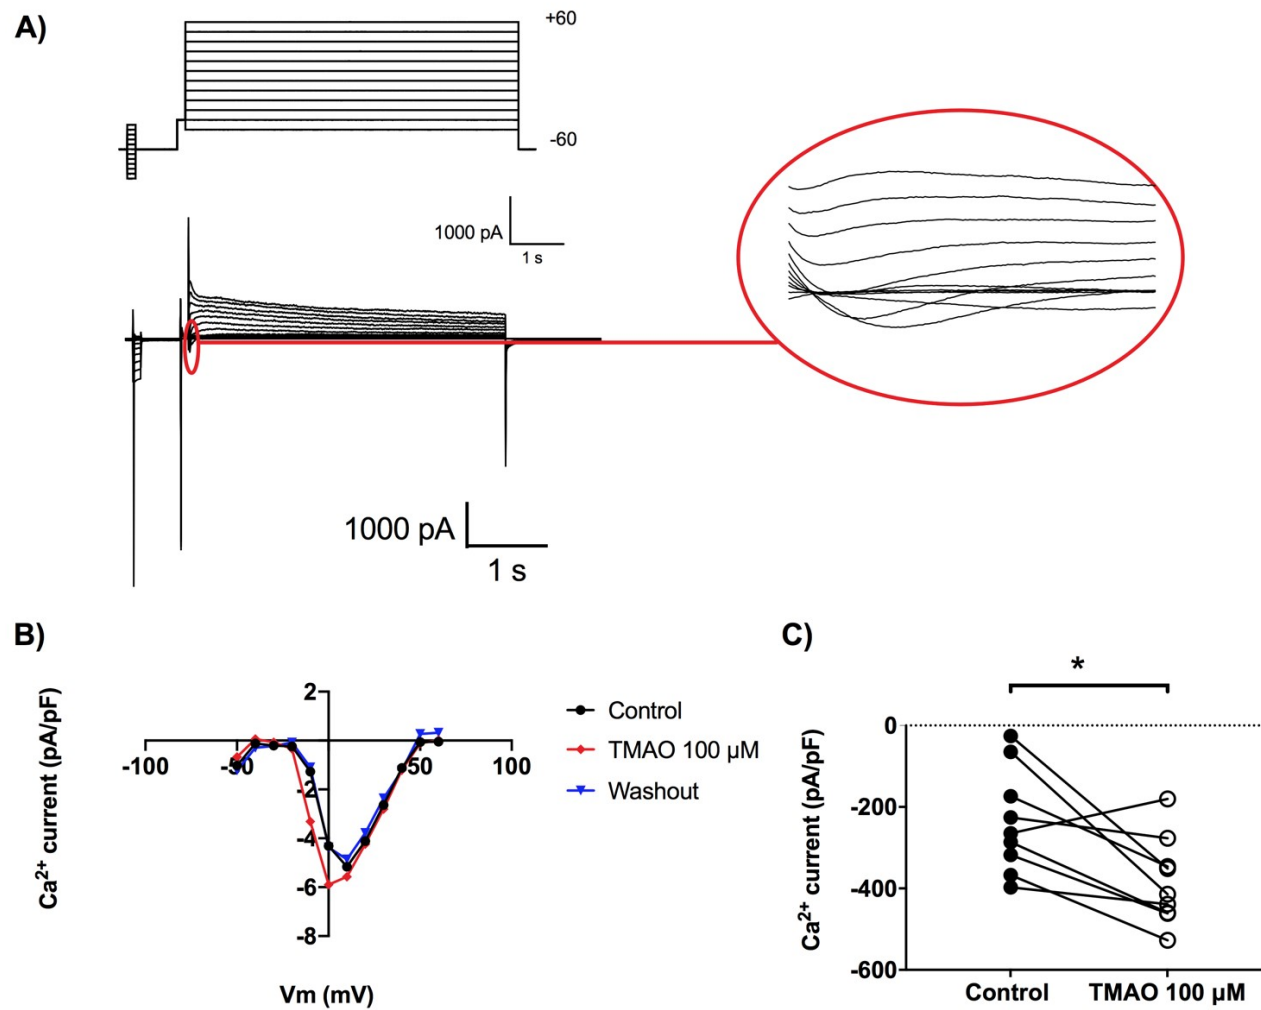 A)
+60
-60
1000 pA
1 s
1000 pA
1 s
B)
Ca2+ current (pA/pF)
2
-100
-50
50
100
-2
-4
-6
-8
Vm (mV)
Control
TMAO 100 µM
Washout
C)
*
Ca2+ current (pA/pF)
0
-200
-400
-600
Control
TMAO 100 µM